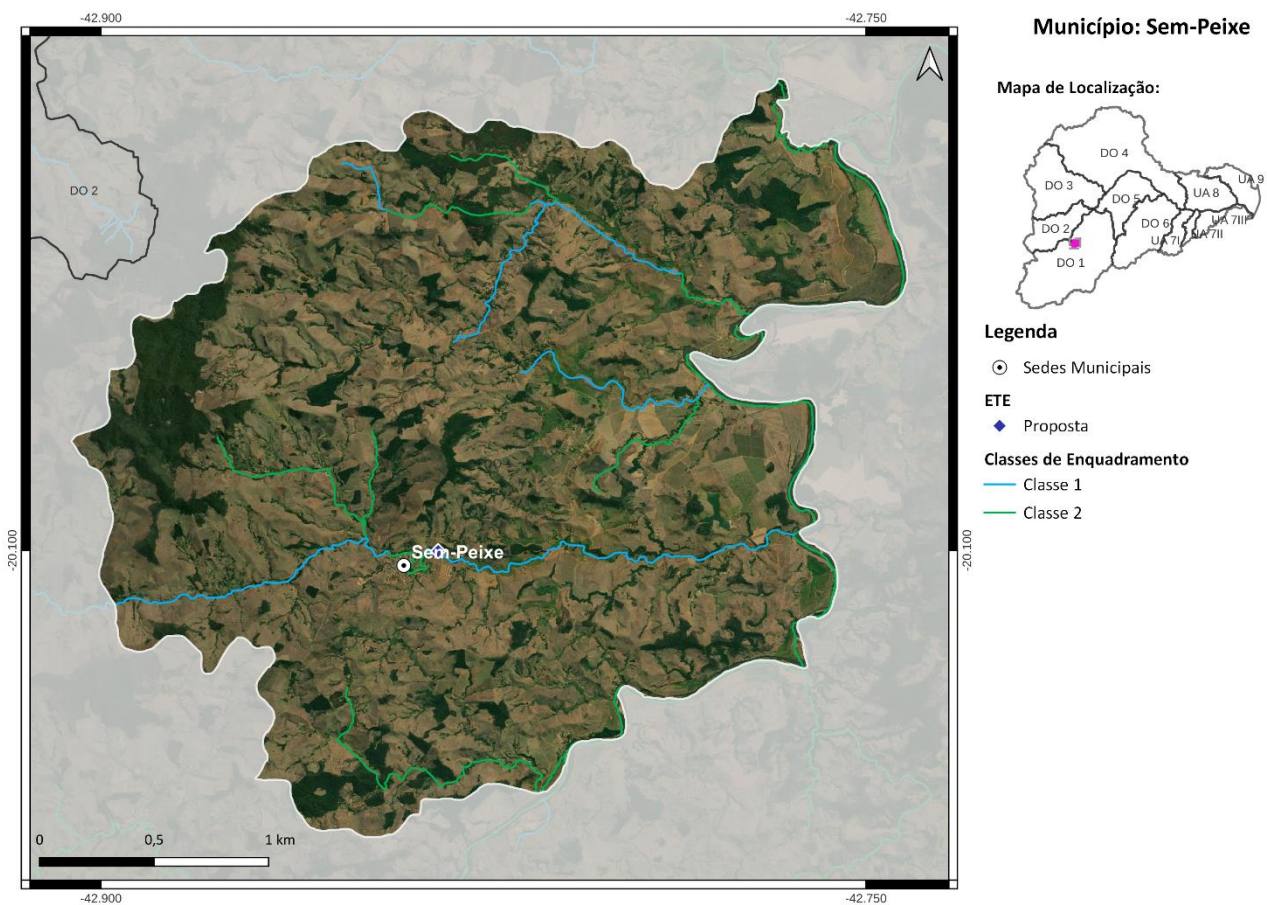 -42.900
-42.750
Município: Sem-Peixe
Mapa de Localização:
DO 4
DO 3
DO 5
UA 8
UA 9
DO 2
DO 6
UA 7III
UA 7I
UA 7II
DO 1
DO 2
Legenda
Sedes Municipais
ETE
Proposta
Classes de Enquadramento
Classe 1
Classe 2
-20.100
Sem-Peixe
-20.100
0 0,5 1 km
-42.900
-42.750